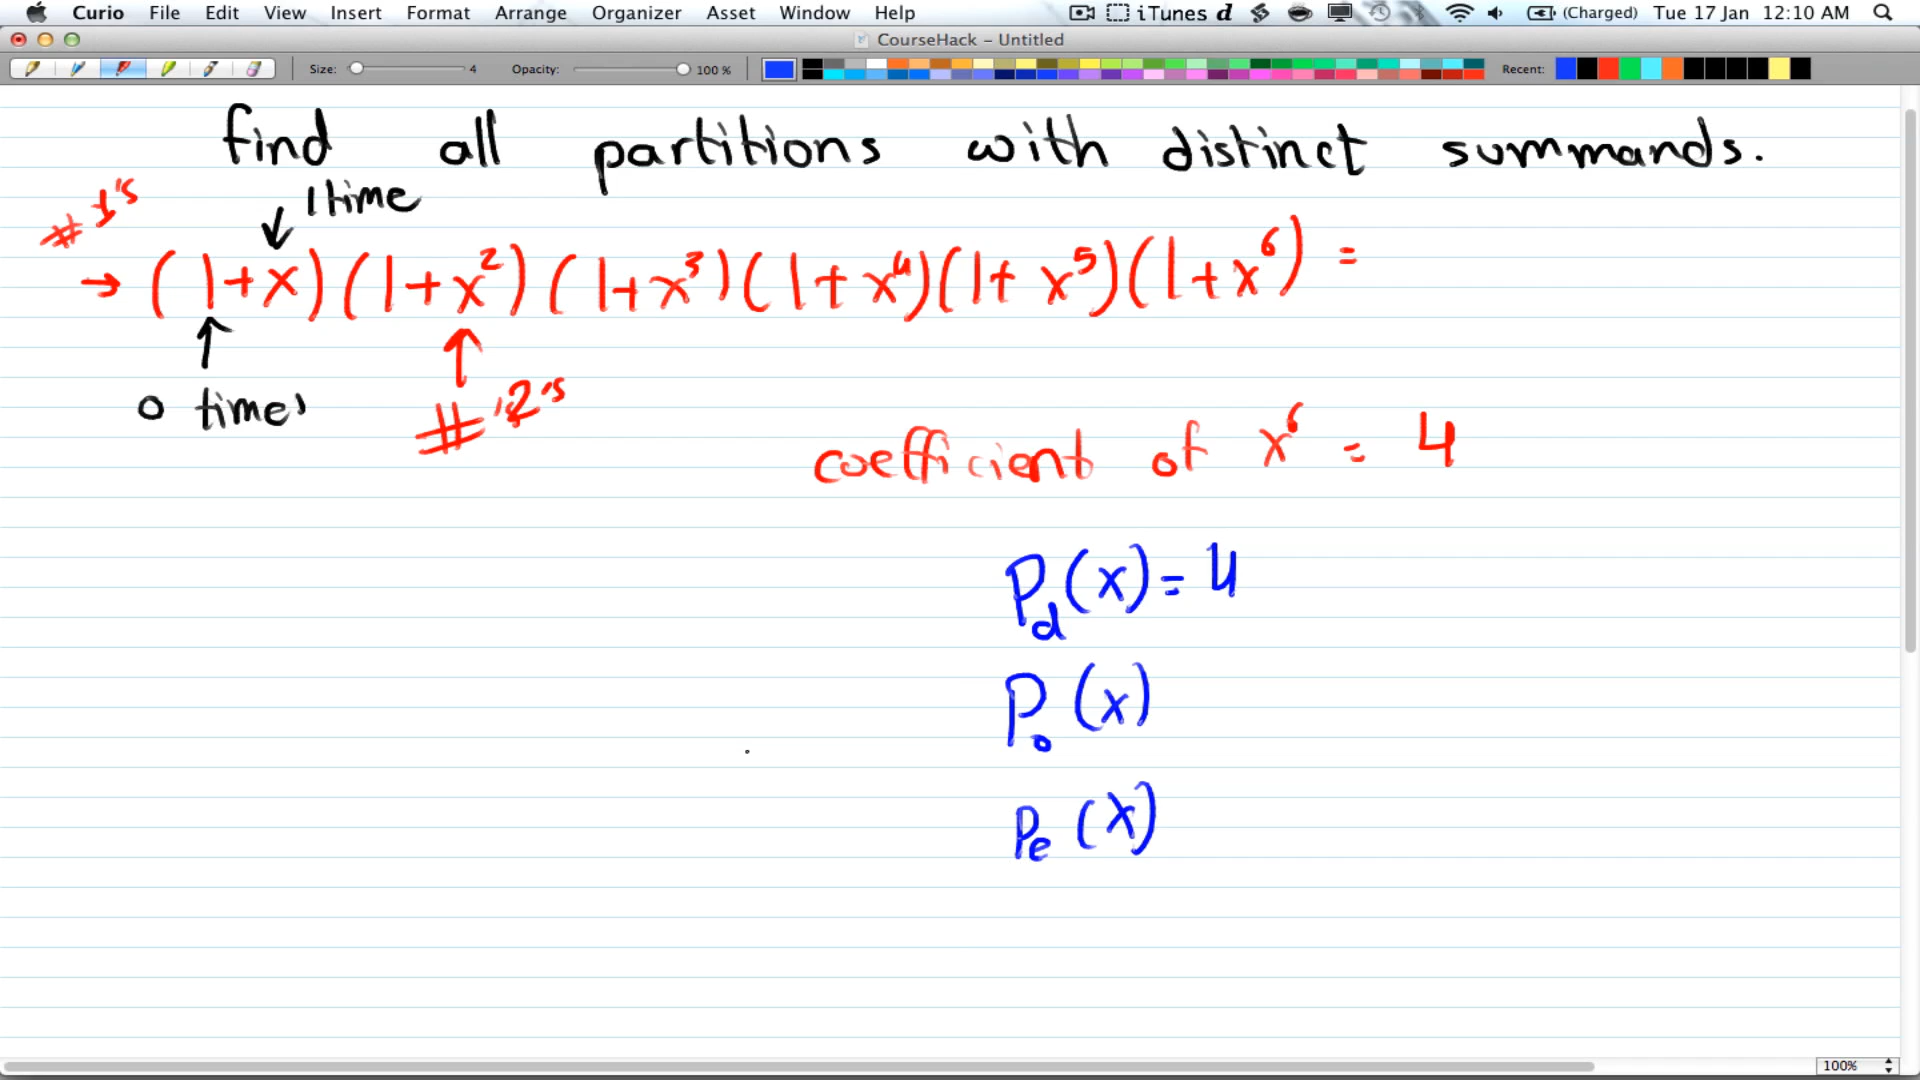 Curio File Edit View Insert Format Arrange Organizer Asset Window Help iTunes d (Charged) Tue 17 Jan 12:10 AM
CourseHack – Untitled
Size: 4 Opacity: 100 % Recent:
find all partitions with distinct summands.
# 1's
1 time
(1+x)(1+x²)(1+x³)(1+x⁴)(1+x⁵)(1+x⁶) =
0 times
# 2's
coefficient of x⁶ = 4
P_d(x) = 4
P_o(x)
P_e(x)
100%